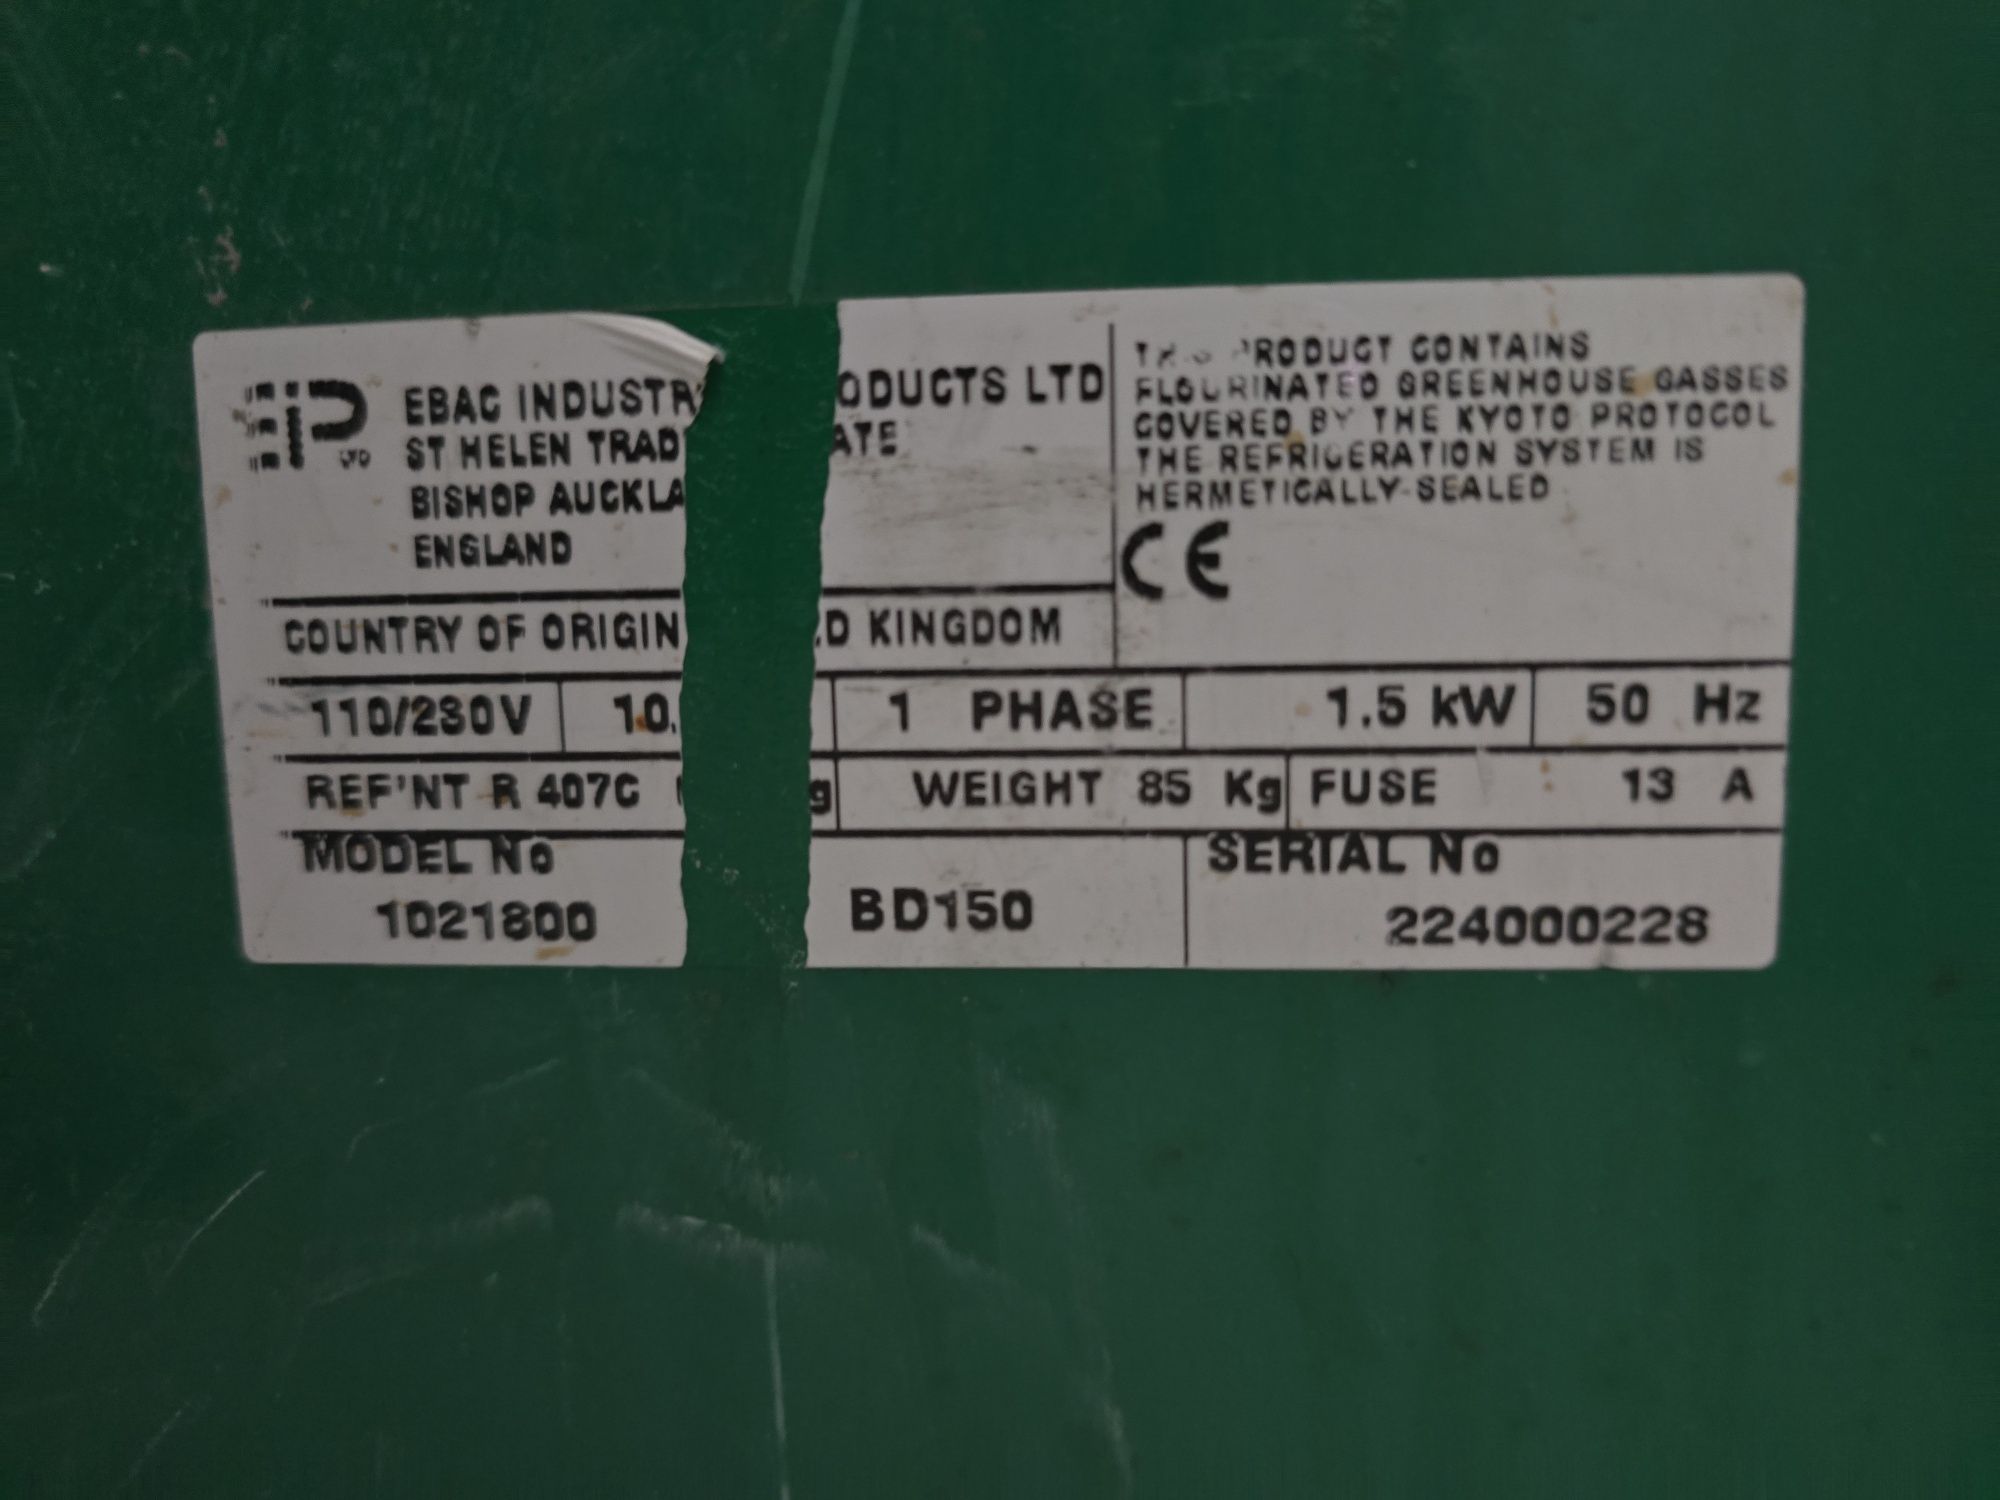 EIP LTD
EBAC INDUSTR ODUCTS LTD
ST HELEN TRAD ATE
BISHOP AUCKLA
ENGLAND
PRODUCT CONTAINS
FLOURINATED GREENHOUSE GASSES
COVERED BY THE KYOTO PROTOCOL
THE REFRIGERATION SYSTEM IS
HERMETICALLY SEALED
CE
COUNTRY OF ORIGIN D KINGDOM
110/230V 10. 1 PHASE 1.5 kW 50 Hz
REF'NT R 407C g WEIGHT 85 Kg FUSE 13 A
MODEL No SERIAL No
1021800 BD150 224000228